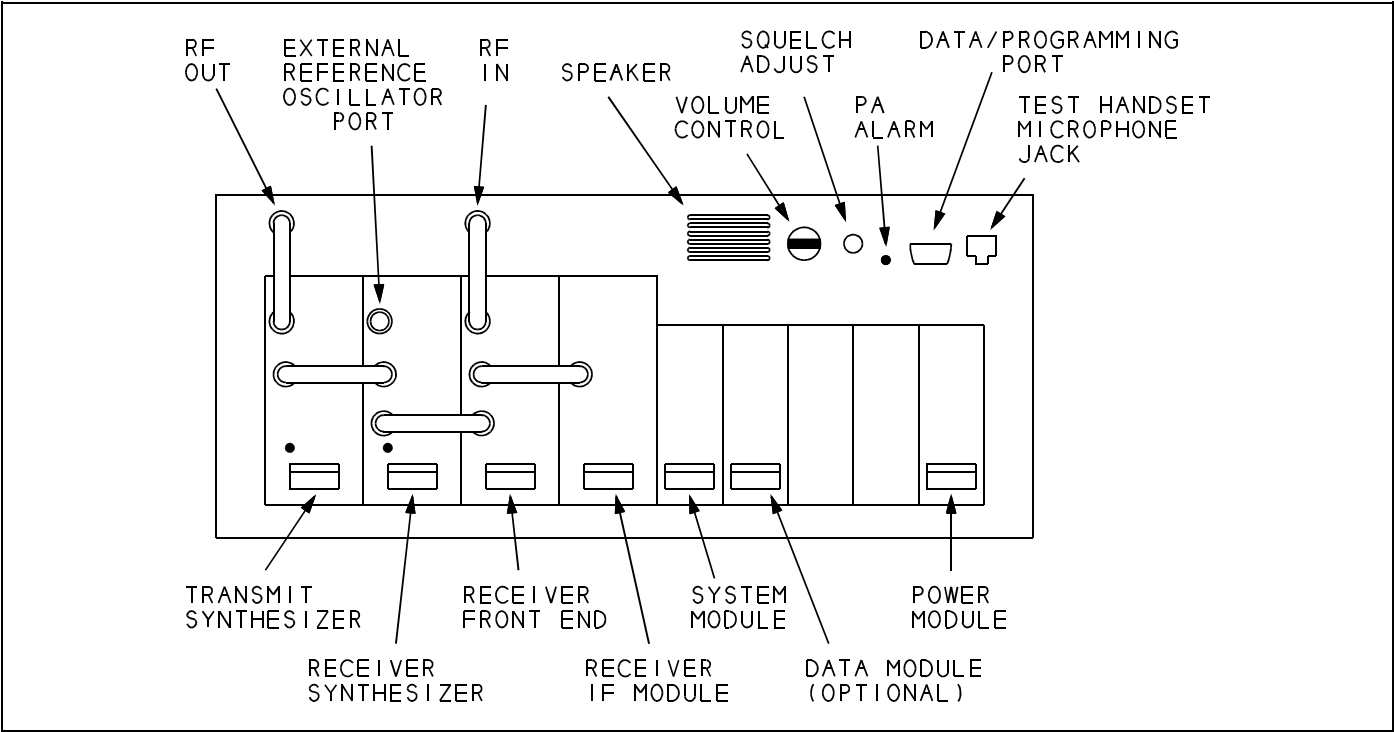 RF
OUT
EXTERNAL
REFERENCE
OSCILLATOR
PORT
RF
IN
SPEAKER
SQUELCH
ADJUST
VOLUME
CONTROL
PA
ALARM
DATA/PROGRAMMING
PORT
TEST HANDSET
MICROPHONE
JACK
TRANSMIT
SYNTHESIZER
RECEIVER
SYNTHESIZER
RECEIVER
FRONT END
RECEIVER
IF MODULE
SYSTEM
MODULE
DATA MODULE
(OPTIONAL)
POWER
MODULE